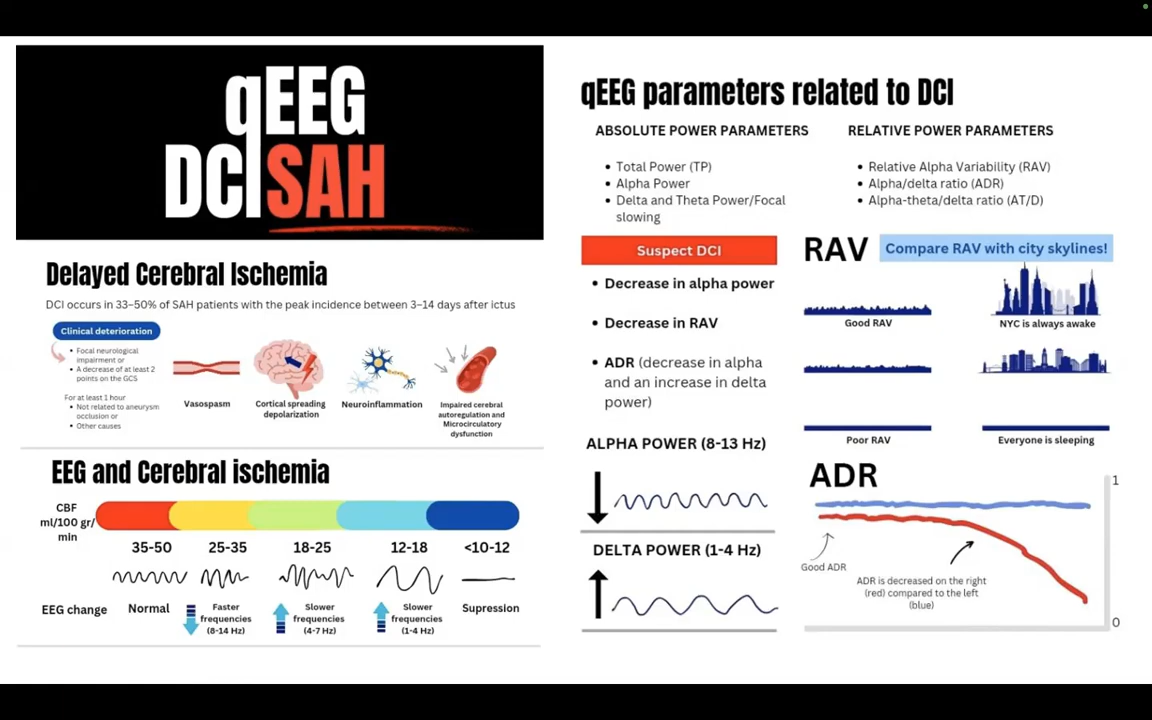 qEEG
DCI SAH
Delayed Cerebral Ischemia
DCI occurs in 33–50% of SAH patients with the peak incidence between 3–14 days after ictus
Clinical deterioration
• Focal neurological
impairment or
• A decrease of at least 2
points on the GCS
For at least 1 hour
• Not related to aneurysm
occlusion or
• Other causes
Vasospasm
Cortical spreading
depolarization
Neuroinflammation
Impaired cerebral
autoregulation and
Microcirculatory
dysfunction
EEG and Cerebral ischemia
CBF
ml/100 gr/
min
35-50
25-35
18-25
12-18
<10-12
EEG change
Normal
Faster
frequencies
(8-14 Hz)
Slower
frequencies
(4-7 Hz)
Slower
frequencies
(1-4 Hz)
Supression
qEEG parameters related to DCI
ABSOLUTE POWER PARAMETERS
• Total Power (TP)
• Alpha Power
• Delta and Theta Power/Focal
slowing
RELATIVE POWER PARAMETERS
• Relative Alpha Variability (RAV)
• Alpha/delta ratio (ADR)
• Alpha-theta/delta ratio (AT/D)
Suspect DCI
• Decrease in alpha power
• Decrease in RAV
• ADR (decrease in alpha
and an increase in delta
power)
ALPHA POWER (8-13 Hz)
DELTA POWER (1-4 Hz)
RAV
Compare RAV with city skylines!
Good RAV
NYC is always awake
Poor RAV
Everyone is sleeping
ADR
1
Good ADR
ADR is decreased on the right
(red) compared to the left
(blue)
0